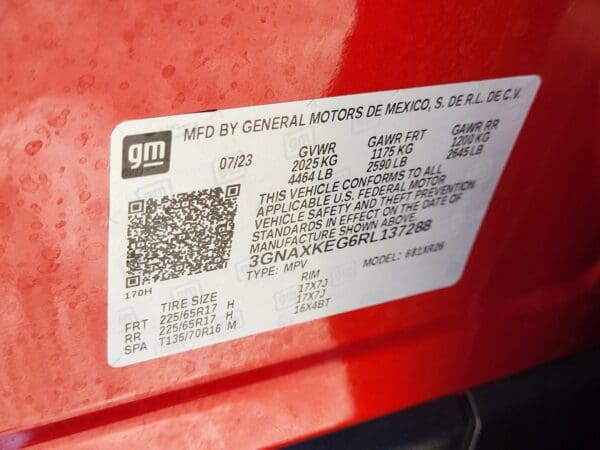 gm
MFD BY GENERAL MOTORS DE MEXICO, S. DE R.L. DE C.V.
07/23 GVWR GAWR FRT GAWR RR
2025 KG 1175 KG 1200 KG
4464 LB 2590 LB 2645 LB
THIS VEHICLE CONFORMS TO ALL
APPLICABLE U.S. FEDERAL MOTOR
VEHICLE SAFETY AND THEFT PREVENTION
STANDARDS IN EFFECT ON THE DATE OF
MANUFACTURE SHOWN ABOVE.
3GNAXKEG6RL137288
TYPE: MPV MODEL: 681XR26
170H
TIRE SIZE RIM
FRT 225/65R17 H 17X7J
RR 225/65R17 H 17X7J
SPA T135/70R16 M 16X4BT